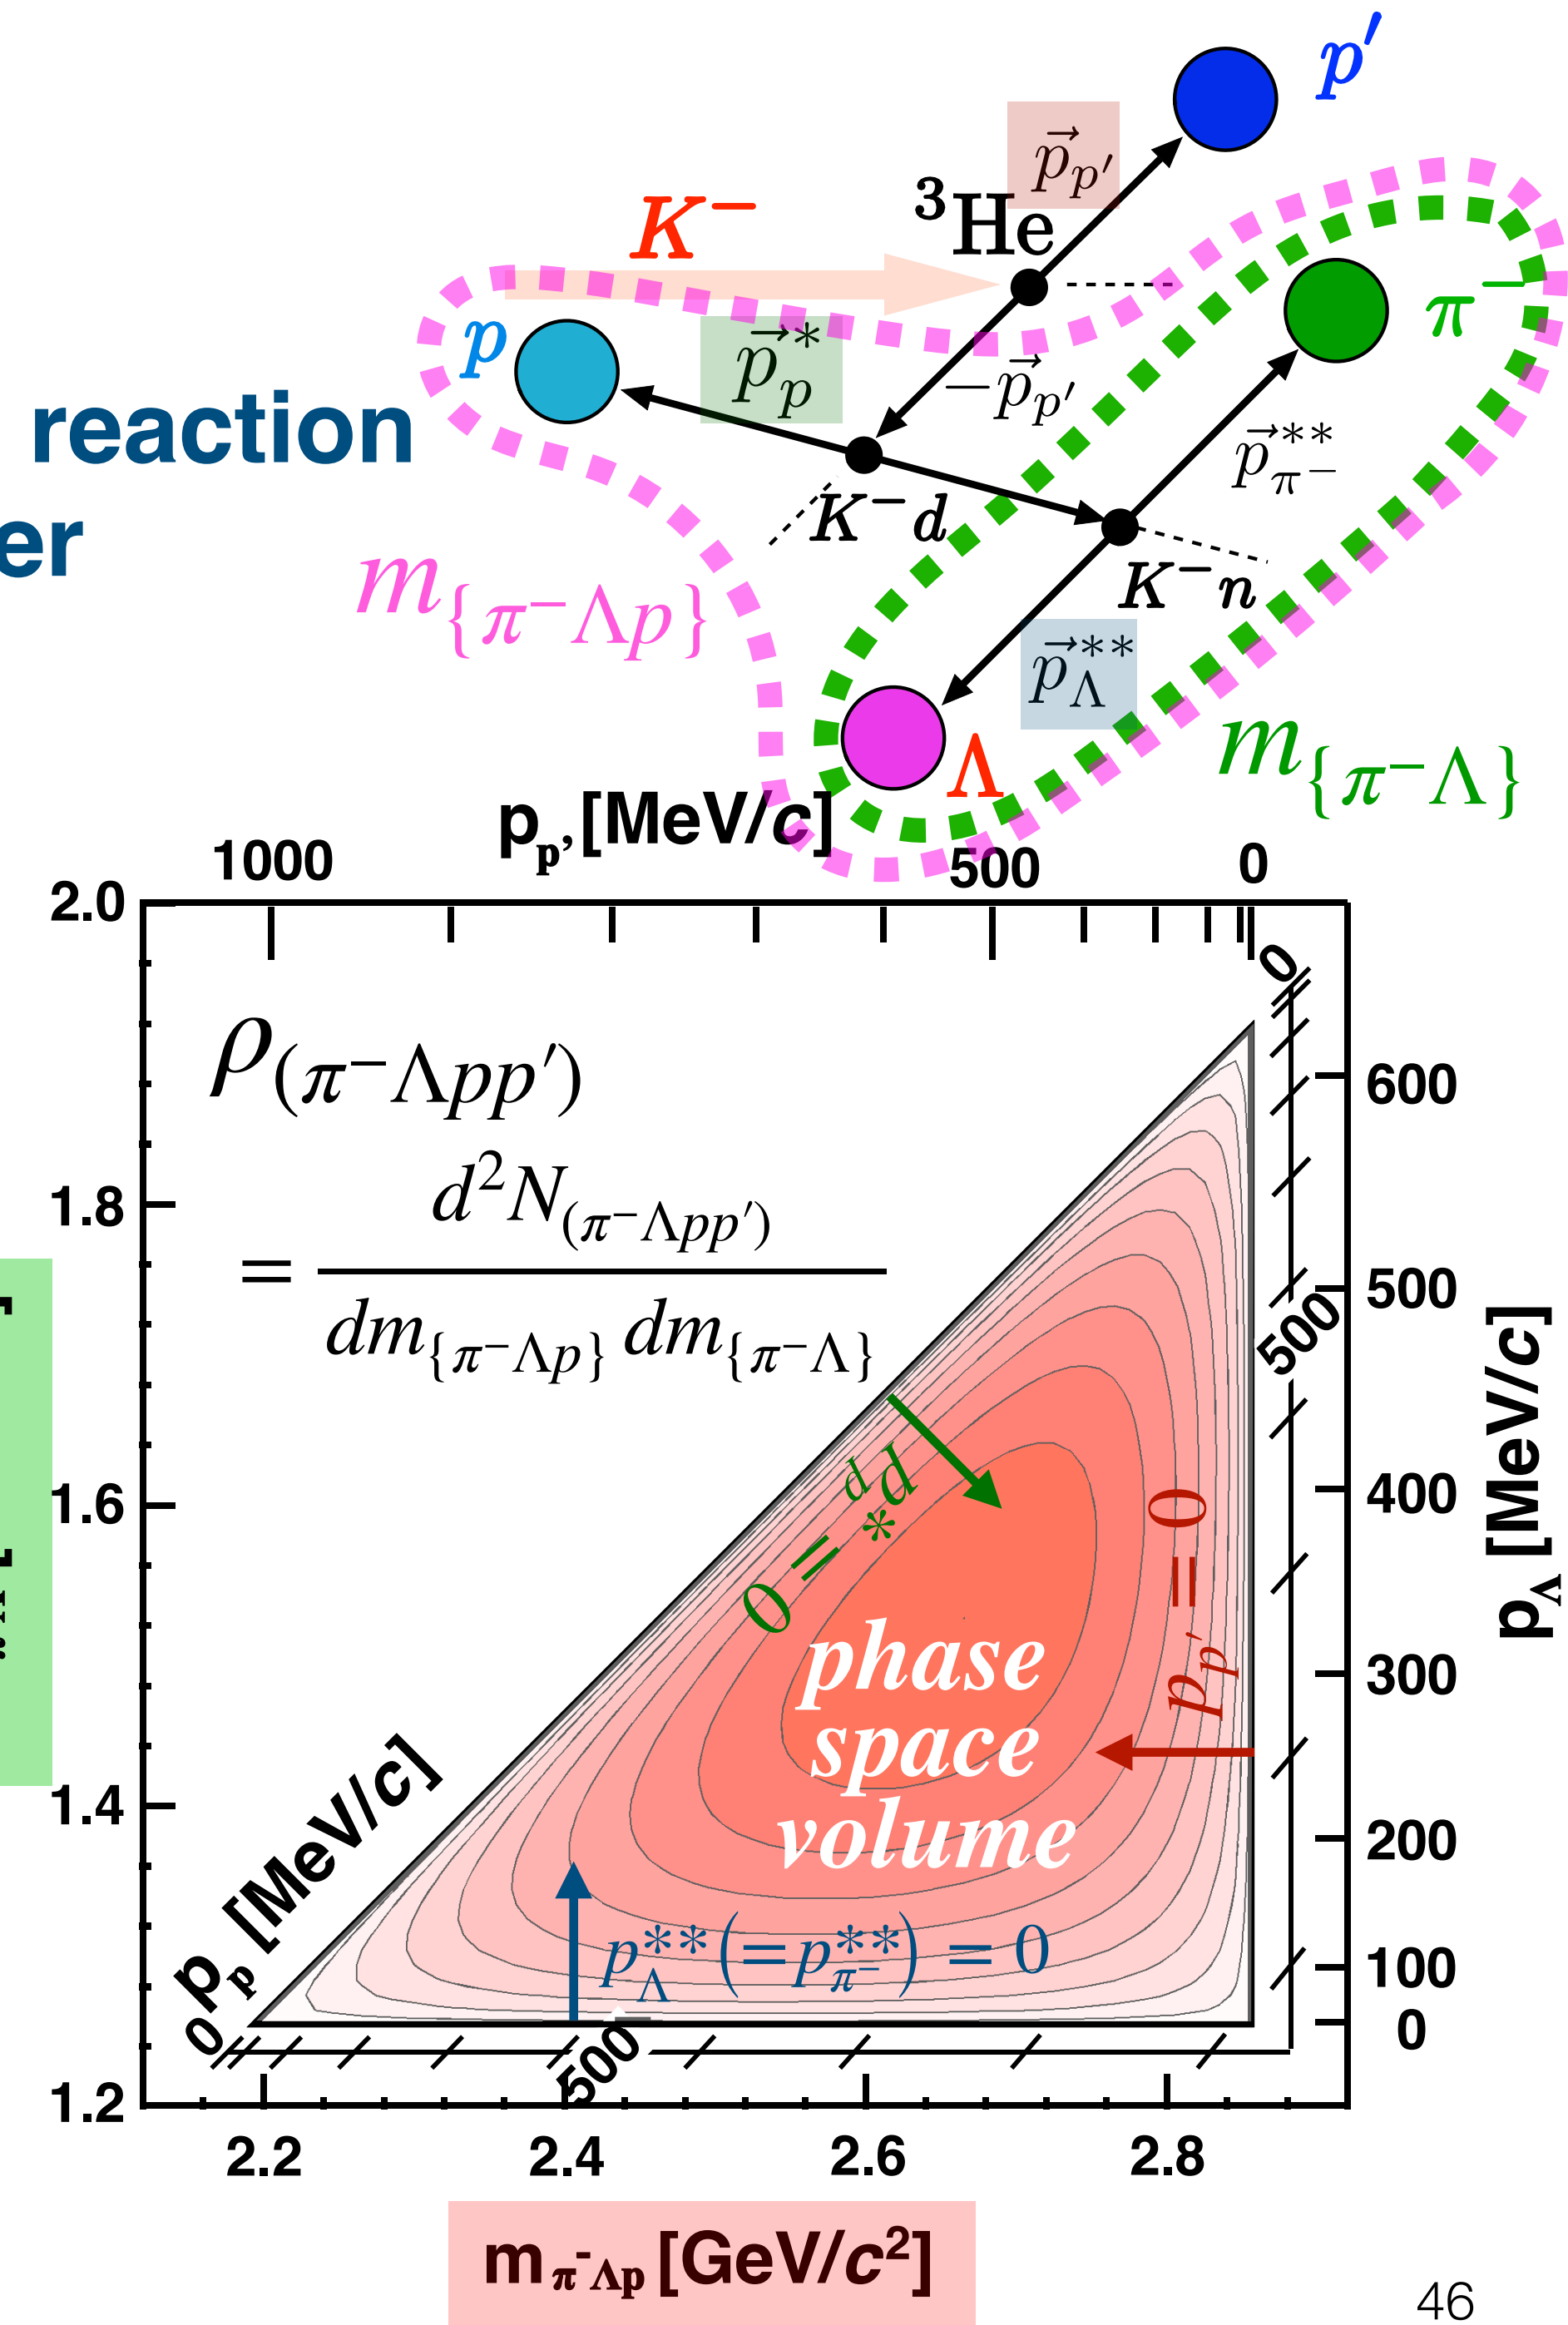 p′
p⃗p′
³He
K⁻
π⁻
p
p⃗p*
−p⃗p′
reaction
p⃗π⁻**
K⁻d
er
K⁻n
m{π⁻Λp}
p⃗Λ**
m{π⁻Λ}
Λ
pp' [MeV/c]
1000
500
0
2.0
0
ρ(π⁻Λpp′)
600
d²N(π⁻Λpp′)
1.8
=
500
dm{π⁻Λp} dm{π⁻Λ}
500
pΛ [MeV/c]
1.6
400
pp* = 0
pp′ = 0
phase
300
space
1.4
volume
200
pp [MeV/c]
pΛ**(=pπ⁻**) = 0
100
0
0
500
1.2
2.2
2.4
2.6
2.8
mπ⁻Λp [GeV/c²]
46